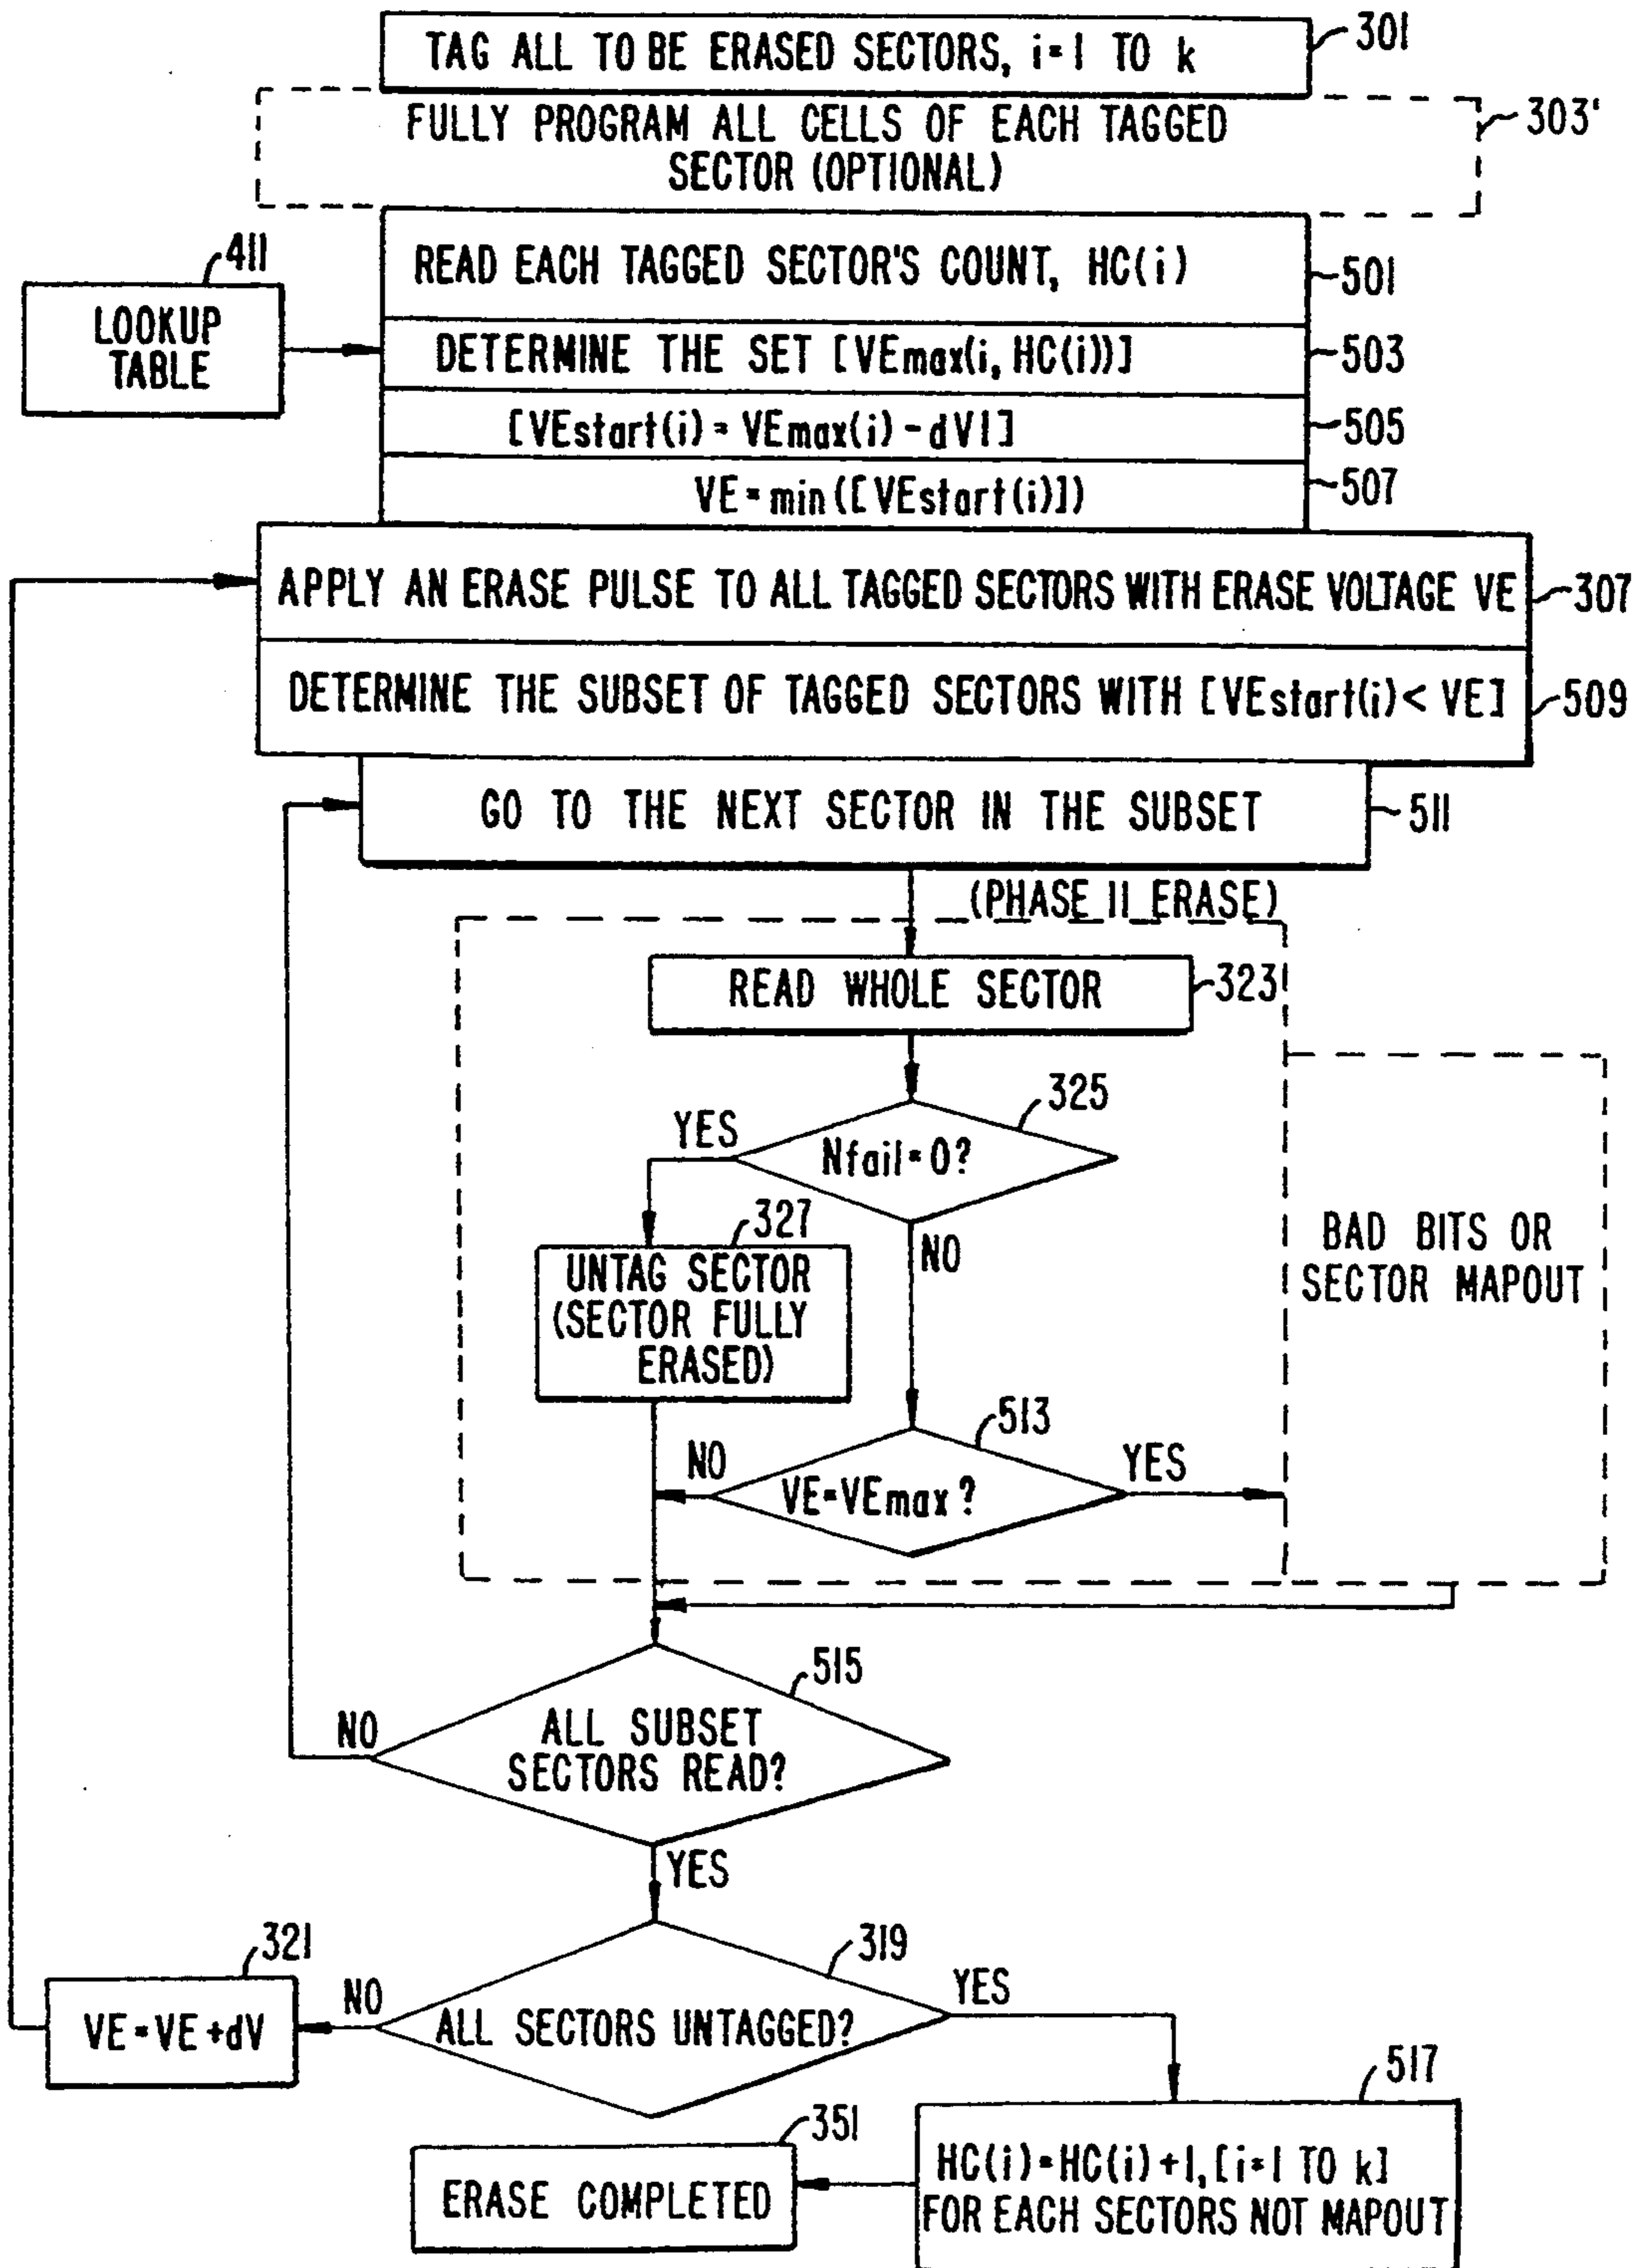 TAG ALL TO BE ERASED SECTORS, i=1 TO k
301
FULLY PROGRAM ALL CELLS OF EACH TAGGED
SECTOR (OPTIONAL)
303'
411
LOOKUP
TABLE
READ EACH TAGGED SECTOR'S COUNT, HC(i)
501
DETERMINE THE SET [VEmax(i, HC(i))]
503
[VEstart(i) = VEmax(i) - dV1]
505
VE = min([VEstart(i)])
507
APPLY AN ERASE PULSE TO ALL TAGGED SECTORS WITH ERASE VOLTAGE VE
307
DETERMINE THE SUBSET OF TAGGED SECTORS WITH [VEstart(i) < VE]
509
GO TO THE NEXT SECTOR IN THE SUBSET
511
(PHASE II ERASE)
READ WHOLE SECTOR
323
325
YES
Nfail=0?
327
NO
UNTAG SECTOR
(SECTOR FULLY
ERASED)
BAD BITS OR
SECTOR MAPOUT
513
NO
YES
VE=VEmax?
515
NO
ALL SUBSET
SECTORS READ?
YES
321
319
NO
YES
VE=VE+dV
ALL SECTORS UNTAGGED?
517
351
HC(i)=HC(i)+1, [i=1 TO k]
FOR EACH SECTORS NOT MAPOUT
ERASE COMPLETED